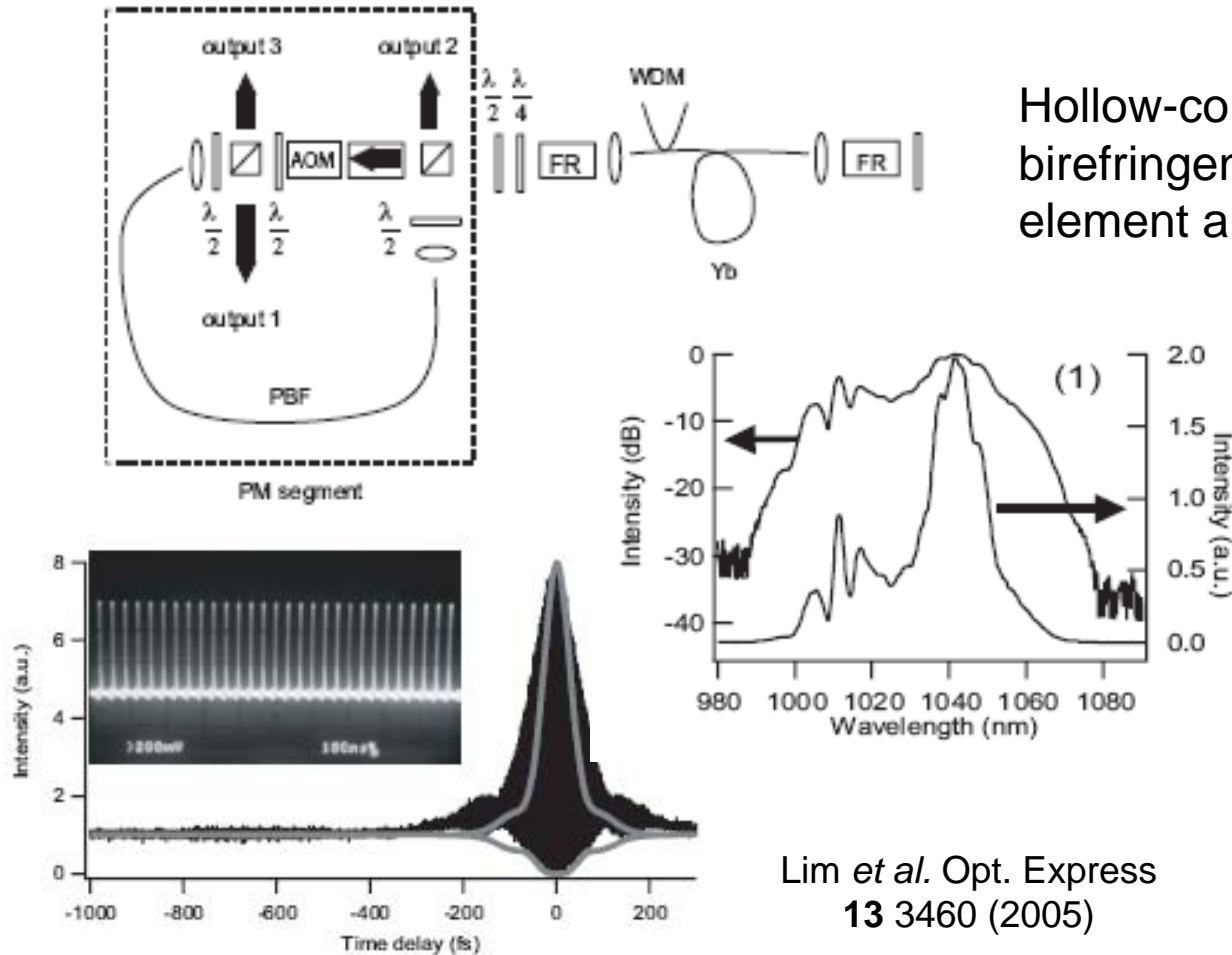 output 3
output 2
λ/2
λ/4
WDM
AOM
FR
FR
λ/2
λ/2
λ/2
Yb
output 1
PBF
PM segment
Hollow-co
birefringer
element a
Intensity (a.u.)
8
6
4
2
0
>200mV
-1000
-800
-600
-400
-200
0
200
Time delay (fs)
(1)
Intensity (dB)
0
-10
-20
-30
-40
2.0
1.5
1.0
0.5
0.0
Intensity (a.u.)
980
1000
1020
1040
1060
1080
Wavelength (nm)
Lim et al. Opt. Express
13 3460 (2005)